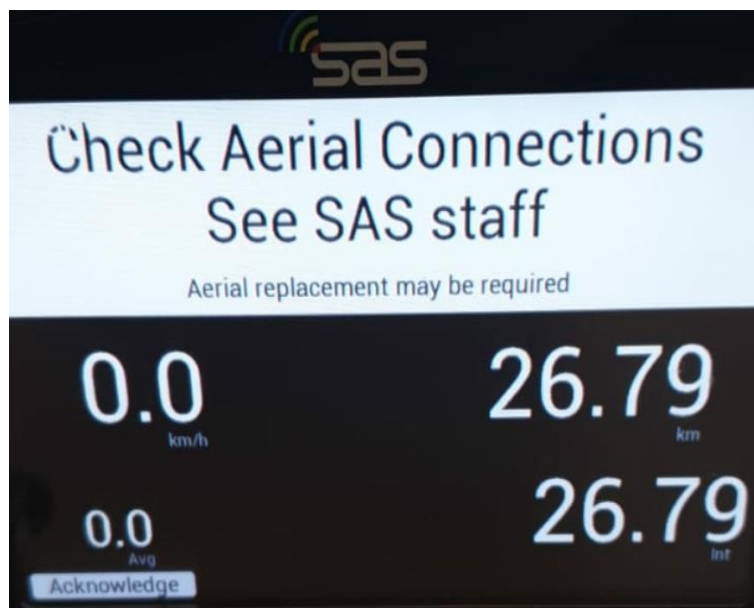 sas
Check Aerial Connections
See SAS staff
Aerial replacement may be required
0.0 26.79
km/h km
0.0 26.79
Avg Int
Acknowledge